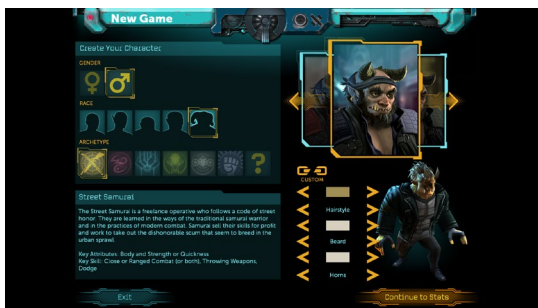 New Game
Create Your Character
GENDER
RACE
ARCHETYPE
?
Street Samurai
The Street Samurai is a freelance operative who follows a code of street
honor. They are learned in the ways of the traditional samurai warrior
and in the practices of modern combat. Samurai sell their skills for profit
and work to take out the dishonorable scum that seem to breed in the
urban sprawl.
Key Attributes: Body and Strength or Quickness
Key Skill: Close or Ranged Combat (or both), Throwing Weapons,
Dodge
CUSTOM
Hairstyle
Beard
Horns
Exit
Continue to Stats